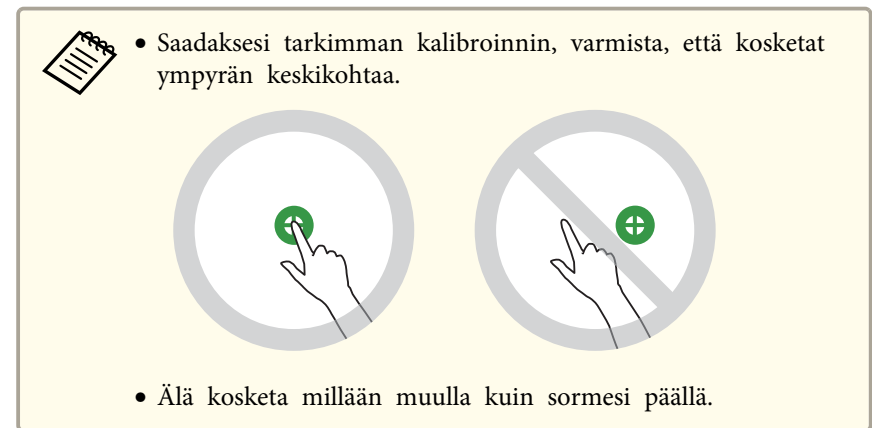 • Saadaksesi tarkimman kalibroinnin, varmista, että kosketat
ympyrän keskikohtaa.
• Älä kosketa millään muulla kuin sormesi päällä.